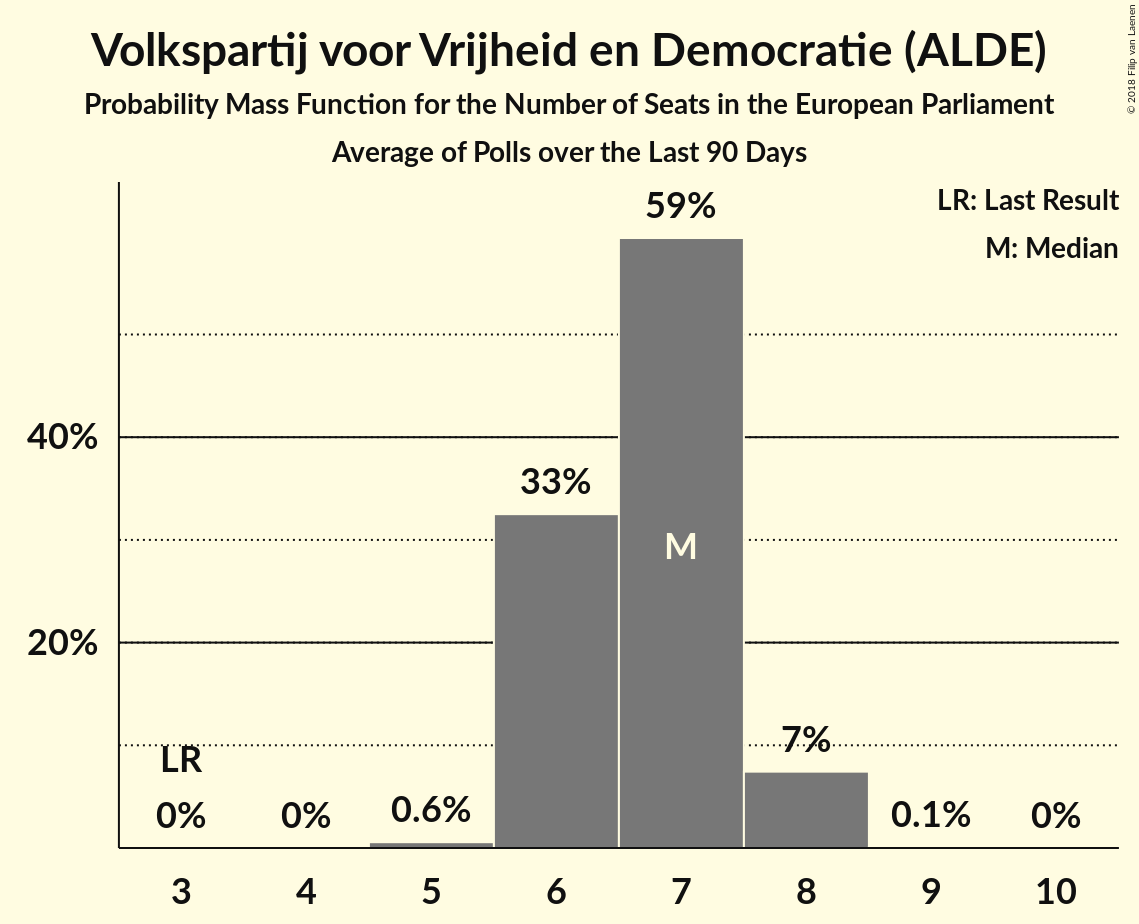 Volkspartij voor Vrijheid en Democratie (ALDE)
Probability Mass Function for the Number of Seats in the European Parliament
Average of Polls over the Last 90 Days
© 2018 Filip van Laenen
LR: Last Result
M: Median
59%
40%
33%
M
20%
LR
7%
0%
0%
0.6%
0.1%
0%
3 4 5 6 7 8 9 10